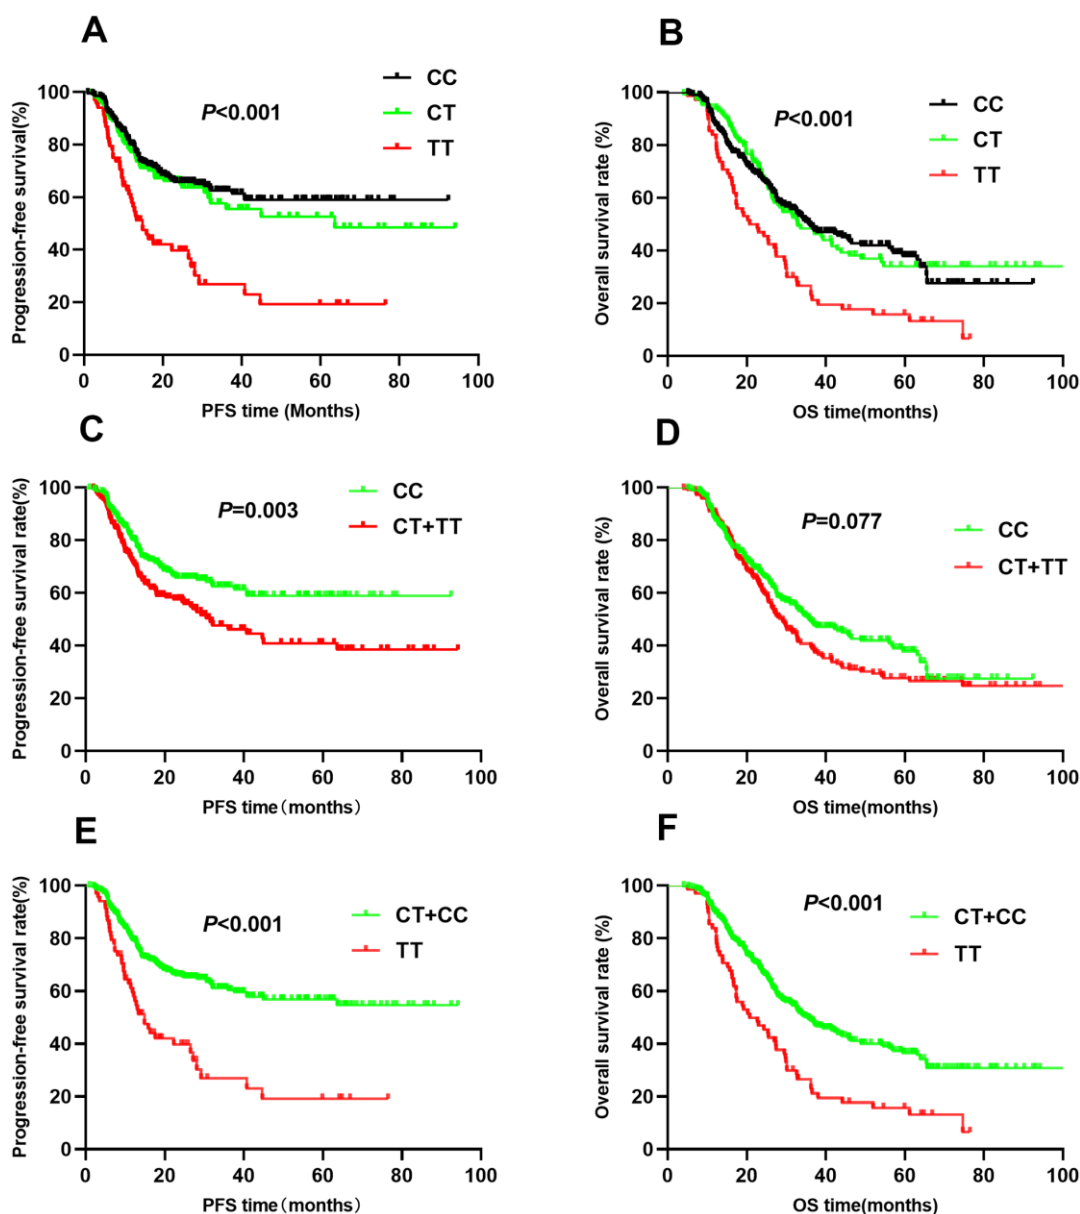 A
Progression-free survival(%)
100
80
60
40
20
0
P<0.001
CC
CT
TT
0 20 40 60 80 100
PFS time (Months)
B
Overall survival rate (%)
100
80
60
40
20
0
P<0.001
CC
CT
TT
0 20 40 60 80 100
OS time(months)
C
Progression-free survival rate(%)
100
80
60
40
20
0
P=0.003
CC
CT+TT
0 20 40 60 80 100
PFS time（months）
D
Overall survival rate (%)
100
80
60
40
20
0
P=0.077
CC
CT+TT
0 20 40 60 80 100
OS time(months)
E
Progression-free survival rate(%)
100
80
60
40
20
0
P<0.001
CT+CC
TT
0 20 40 60 80 100
PFS time（months）
F
Overall survival rate (%)
100
80
60
40
20
0
P<0.001
CT+CC
TT
0 20 40 60 80 100
OS time(months)